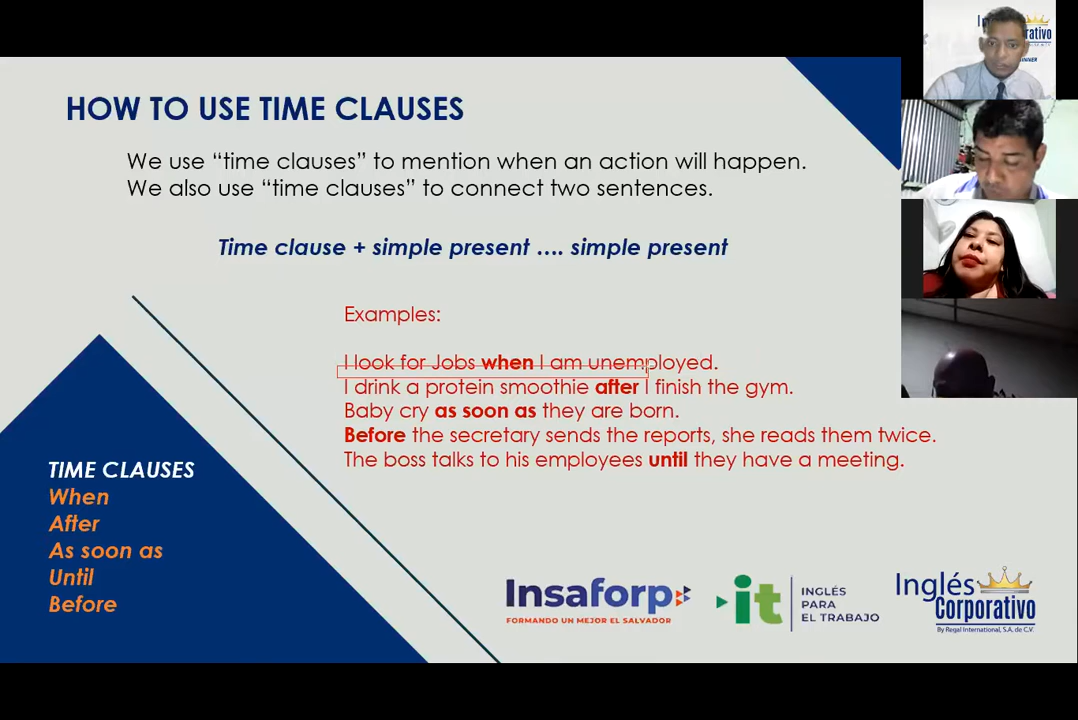 HOW TO USE TIME CLAUSES
We use “time clauses” to mention when an action will happen.
We also use “time clauses” to connect two sentences.
Time clause + simple present …. simple present
Examples:
I look for Jobs when I am unemployed.
I drink a protein smoothie after I finish the gym.
Baby cry as soon as they are born.
Before the secretary sends the reports, she reads them twice.
The boss talks to his employees until they have a meeting.
TIME CLAUSES
When
After
As soon as
Until
Before
Insaforp
FORMANDO UN MEJOR EL SALVADOR
it
INGLÉS
PARA
EL TRABAJO
Inglés
Corporativo
By Regal International, S.A. de C.V.